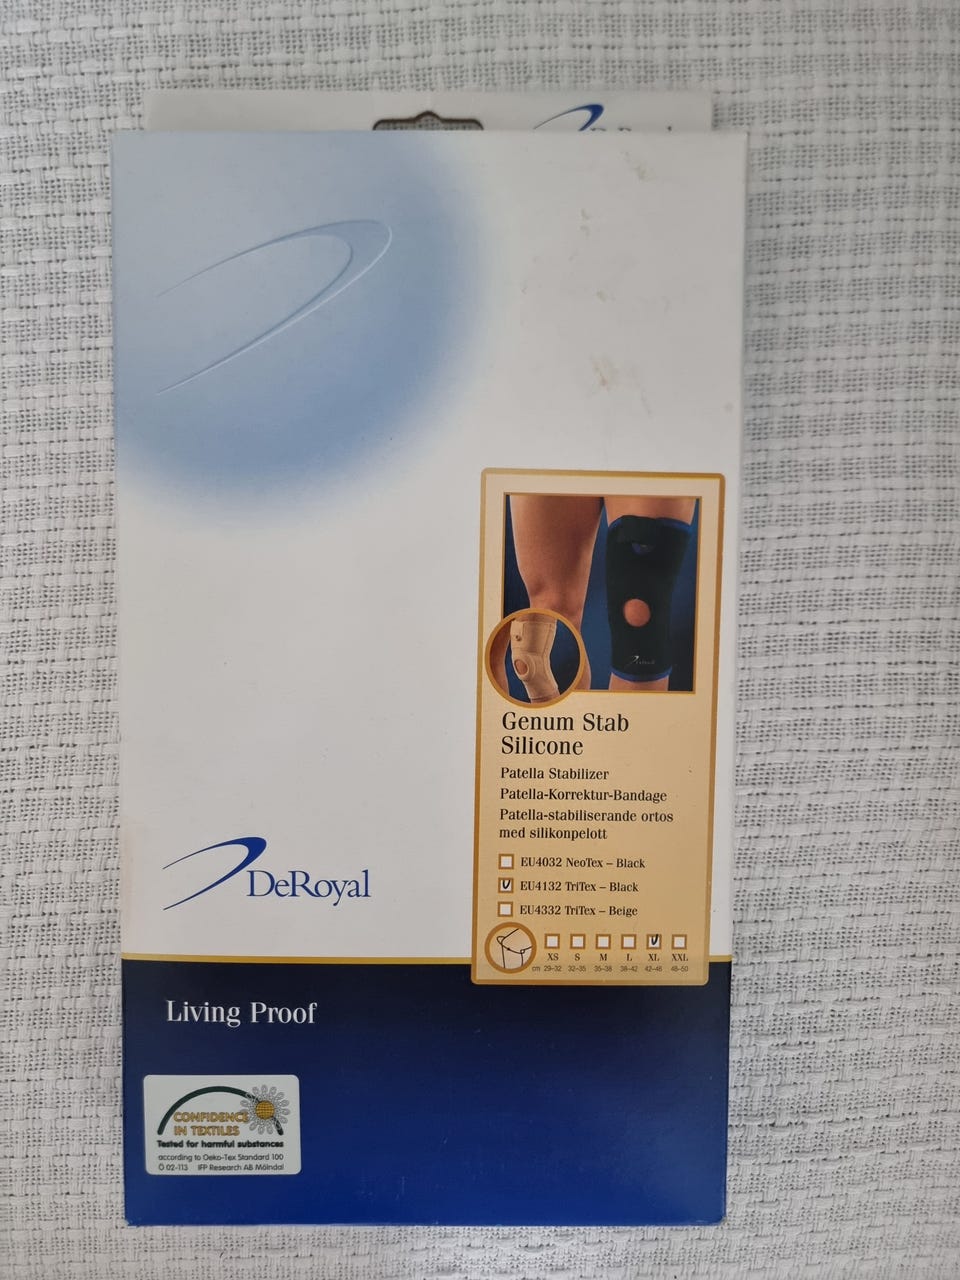 DeRoyal
Genum Stab
Silicone
Patella Stabilizer
Patella-Korrektur-Bandage
Patella-stabiliserande ortos
med silikonpelott
EU4032 NeoTex – Black
EU4132 TriTex – Black
EU4332 TriTex – Beige
XS S M L XL XXL
cm 29–32 32–35 35–38 38–42 42–46 46–50
DeRoyal
Living Proof
CONFIDENCE
IN TEXTILES
Tested for harmful substances
according to Oeko-Tex Standard 100
Ö 02-113 IFP Research AB Mölndal